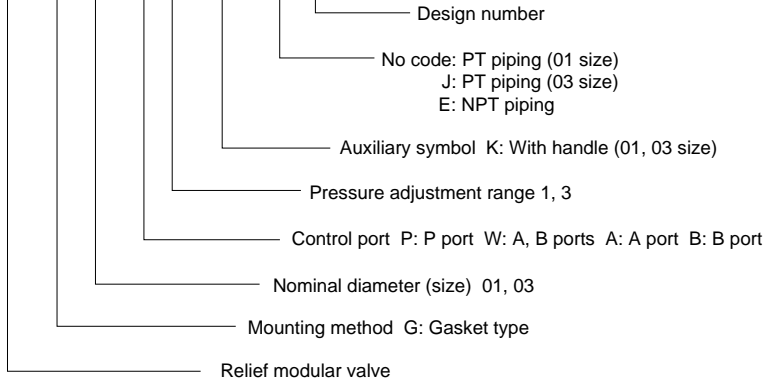 Design number
No code: PT piping (01 size)
J: PT piping (03 size)
E: NPT piping
Auxiliary symbol K: With handle (01, 03 size)
Pressure adjustment range 1, 3
Control port P: P port W: A, B ports A: A port B: B port
Nominal diameter (size) 01, 03
Mounting method G: Gasket type
Relief modular valve